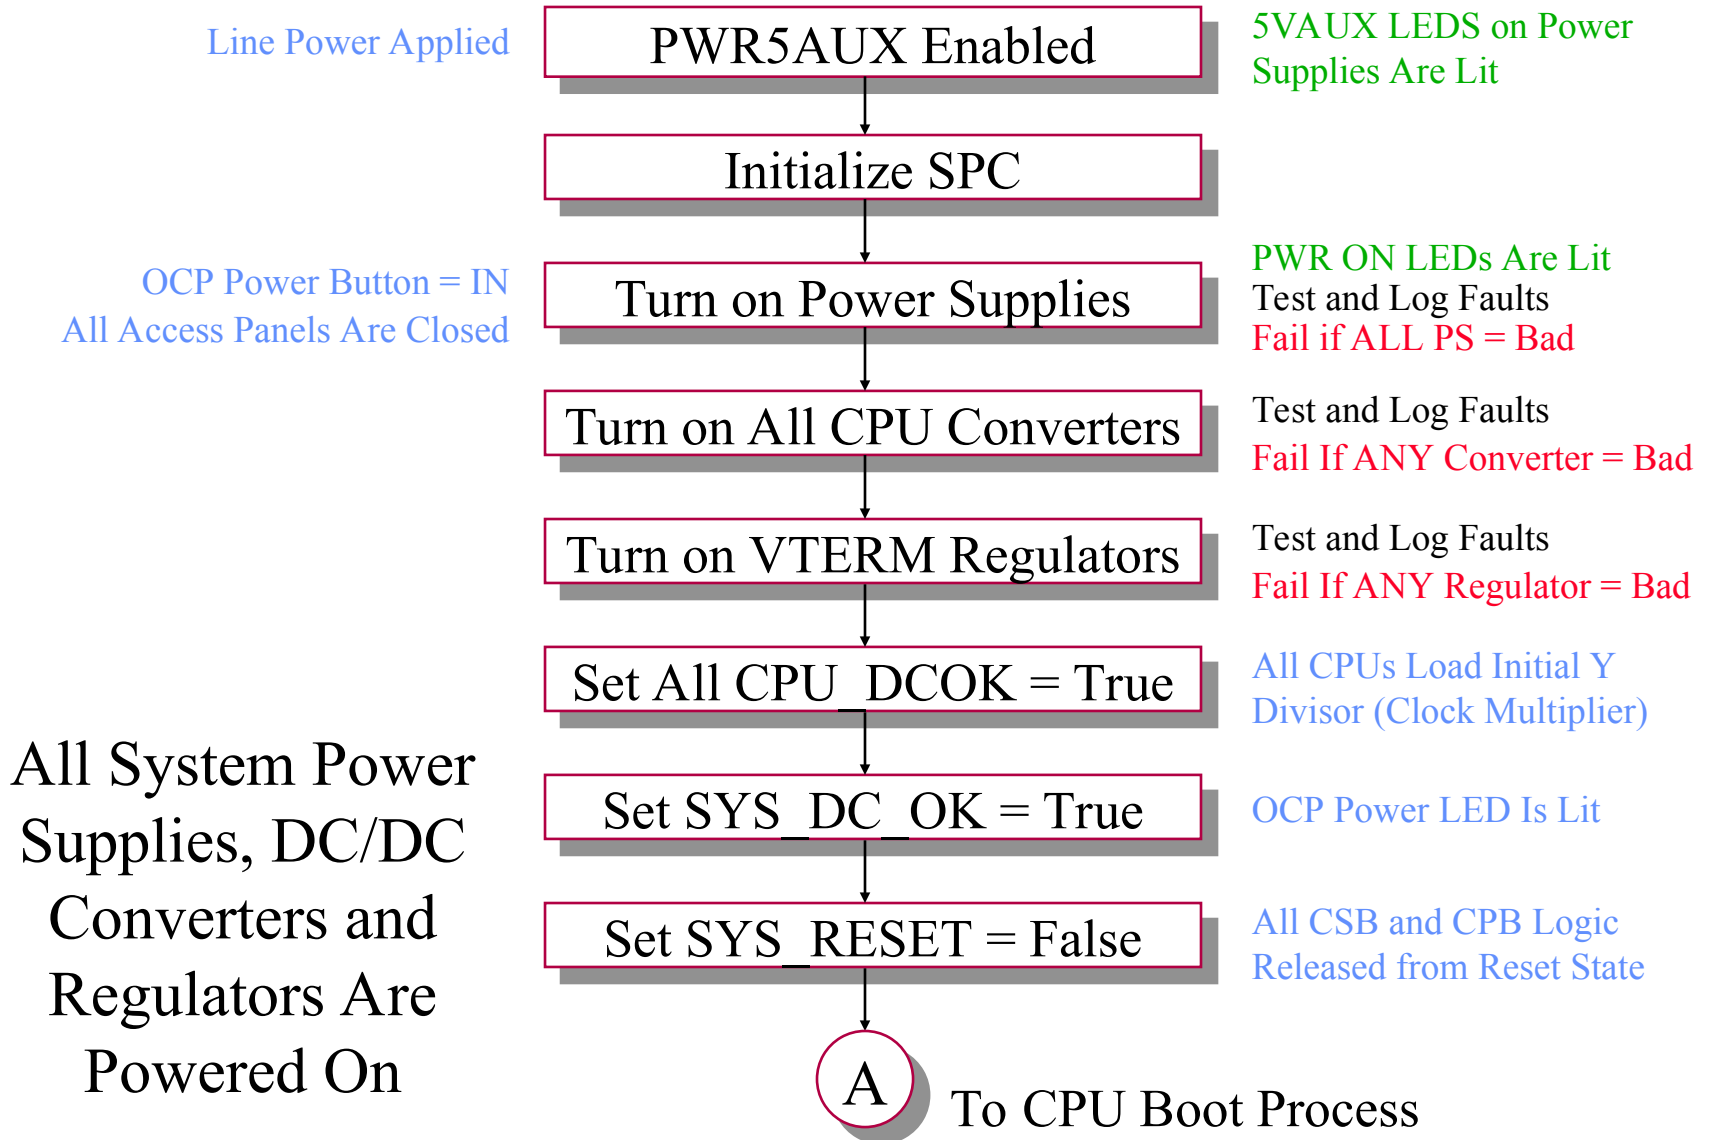 Line Power Applied
PWR5AUX Enabled
5VAUX LEDS on Power
Supplies Are Lit
Initialize SPC
OCP Power Button = IN
All Access Panels Are Closed
Turn on Power Supplies
PWR ON LEDs Are Lit
Test and Log Faults
Fail if ALL PS = Bad
Turn on All CPU Converters
Test and Log Faults
Fail If ANY Converter = Bad
Turn on VTERM Regulators
Test and Log Faults
Fail If ANY Regulator = Bad
Set All CPU_DCOK = True
All CPUs Load Initial Y
Divisor (Clock Multiplier)
Set SYS_DC_OK = True
OCP Power LED Is Lit
Set SYS_RESET = False
All CSB and CPB Logic
Released from Reset State
All System Power
Supplies, DC/DC
Converters and
Regulators Are
Powered On
A
To CPU Boot Process